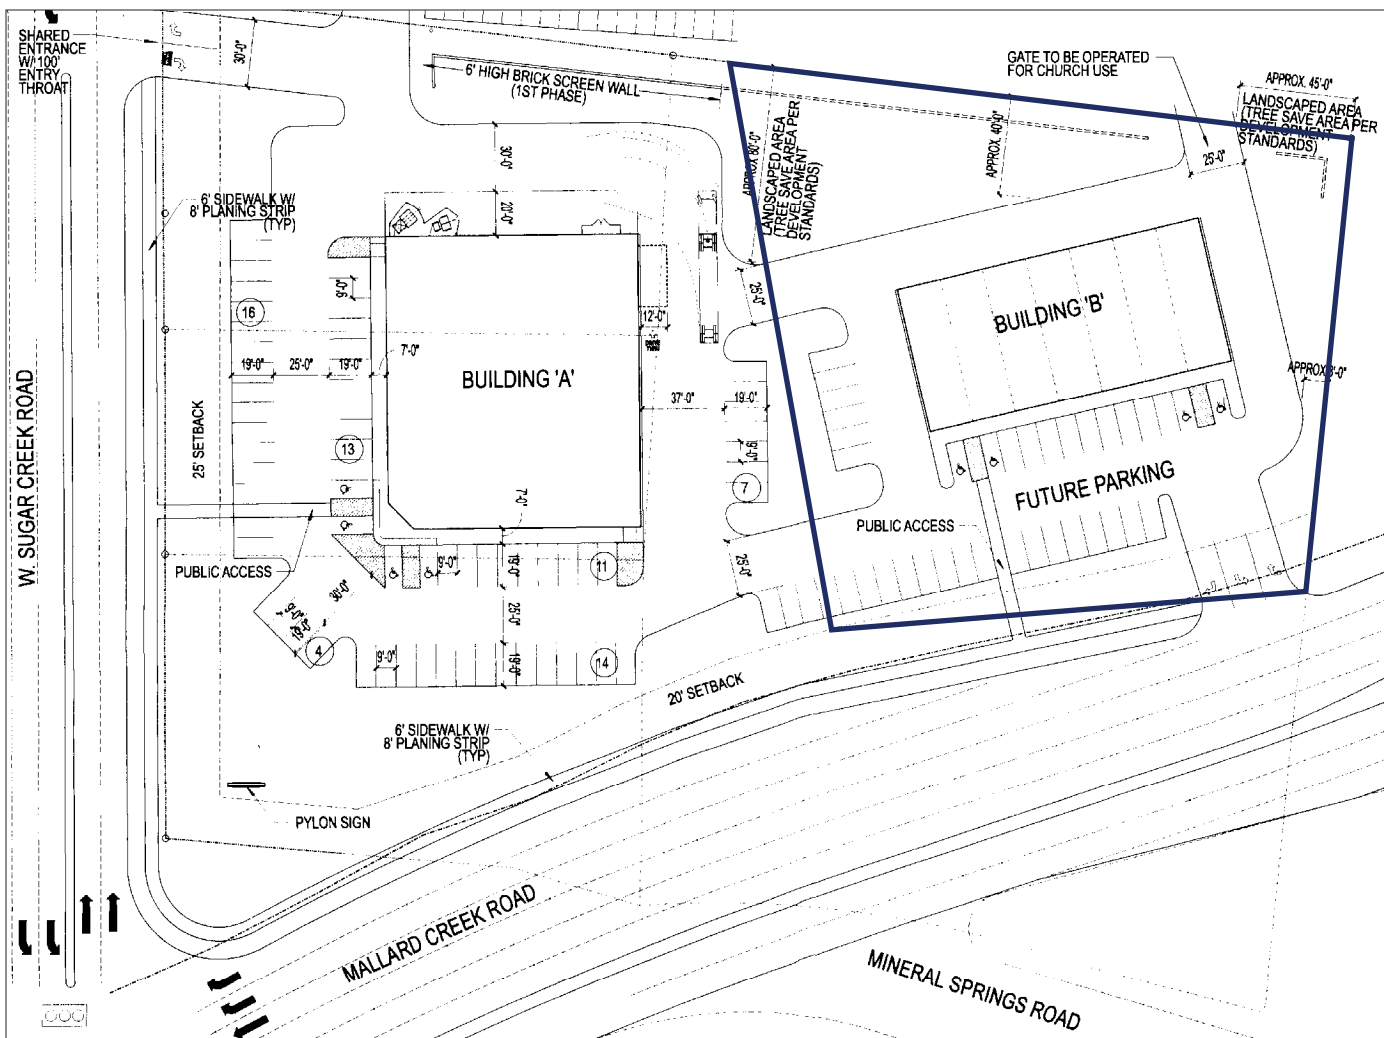 SHARED
ENTRANCE
W/ 100'
ENTRY
THROAT
30'-0"
6' HIGH BRICK SCREEN WALL
(1ST PHASE)
GATE TO BE OPERATED
FOR CHURCH USE
APPROX. 45'-0"
LANDSCAPED AREA
(TREE SAVE AREA PER
DEVELOPMENT
STANDARDS)
25'-0"
APPROX. 40'-0"
APPROX. 80'-0"
LANDSCAPED AREA
(TREE SAVE AREA PER
DEVELOPMENT
STANDARDS)
30'-0"
20'-0"
6' SIDEWALK W/
8' PLANING STRIP
(TYP)
9'-0"
16
12'-0"
25'-0"
BUILDING 'B'
19'-0"
25'-0"
19'-0"
7'-0"
BUILDING 'A'
37'-0"
19'-0"
W. SUGAR CREEK ROAD
25' SETBACK
13
9'-0"
7
7'-0"
FUTURE PARKING
PUBLIC ACCESS
PUBLIC ACCESS
9'-0"
19'-0"
11
25'-0"
30'-0"
9'-0"
19'-0"
4
25'-0"
9'-0"
19'-0"
14
20' SETBACK
6' SIDEWALK W/
8' PLANING STRIP
(TYP)
PYLON SIGN
MALLARD CREEK ROAD
MINERAL SPRINGS ROAD